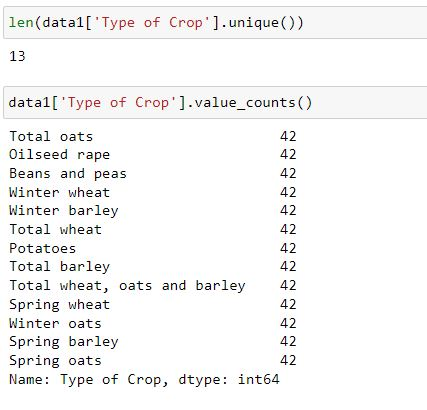 len(data1['Type of Crop'].unique())
13
data1['Type of Crop'].value_counts()
Total oats                     42
Oilseed rape                   42
Beans and peas                 42
Winter wheat                   42
Winter barley                  42
Total wheat                    42
Potatoes                       42
Total barley                   42
Total wheat, oats and barley    42
Spring wheat                   42
Winter oats                    42
Spring barley                  42
Spring oats                    42
Name: Type of Crop, dtype: int64